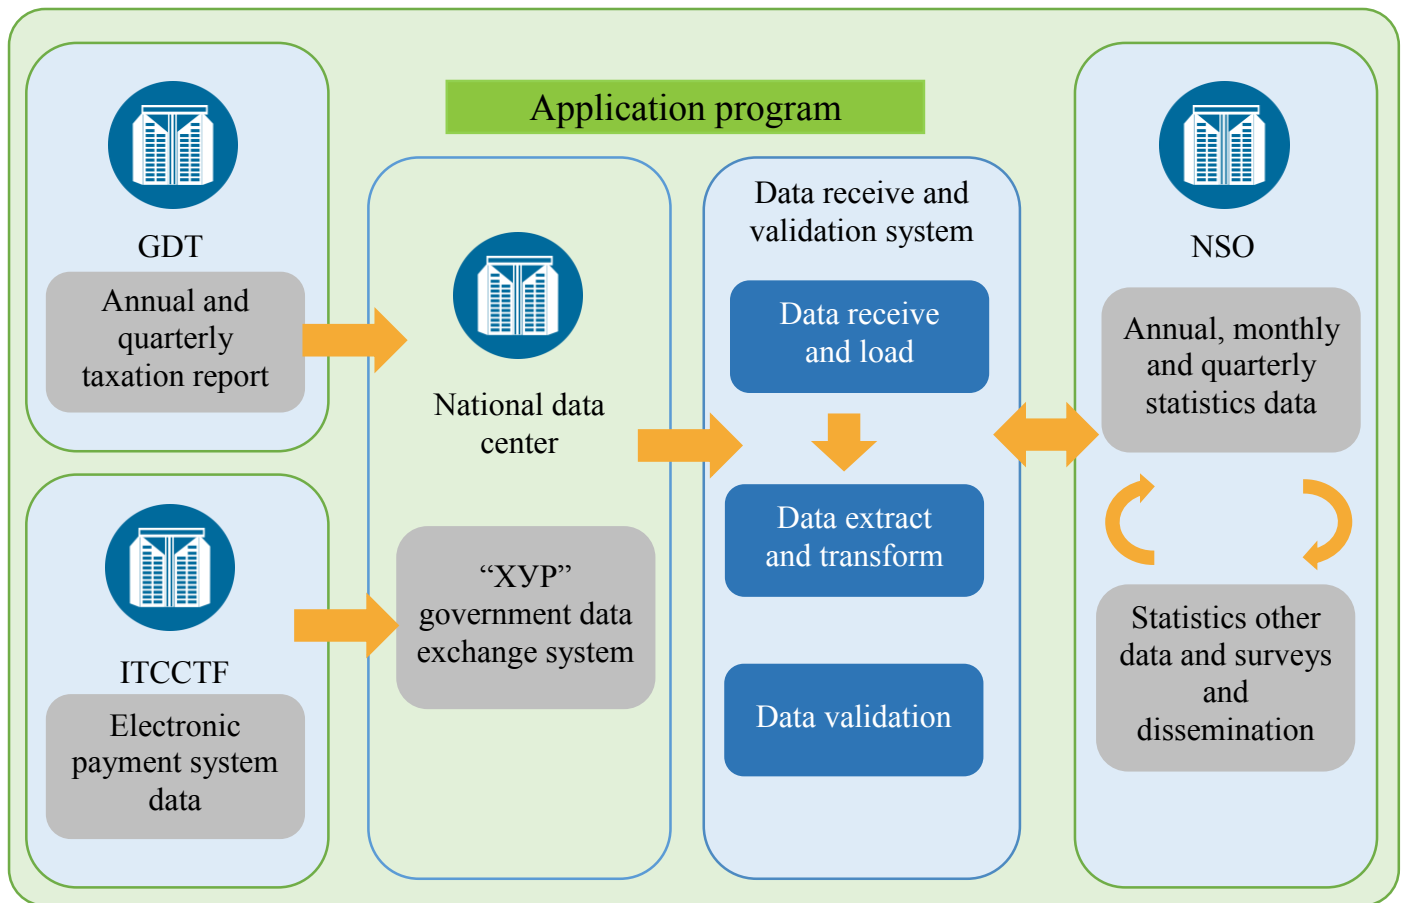 Application program
GDT
Annual and
quarterly
taxation report
ITCCTF
Electronic
payment system
data
National data
center
“ХУР”
government data
exchange system
Data receive and
validation system
Data receive
and load
Data extract
and transform
Data validation
NSO
Annual, monthly
and quarterly
statistics data
Statistics other
data and surveys
and
dissemination